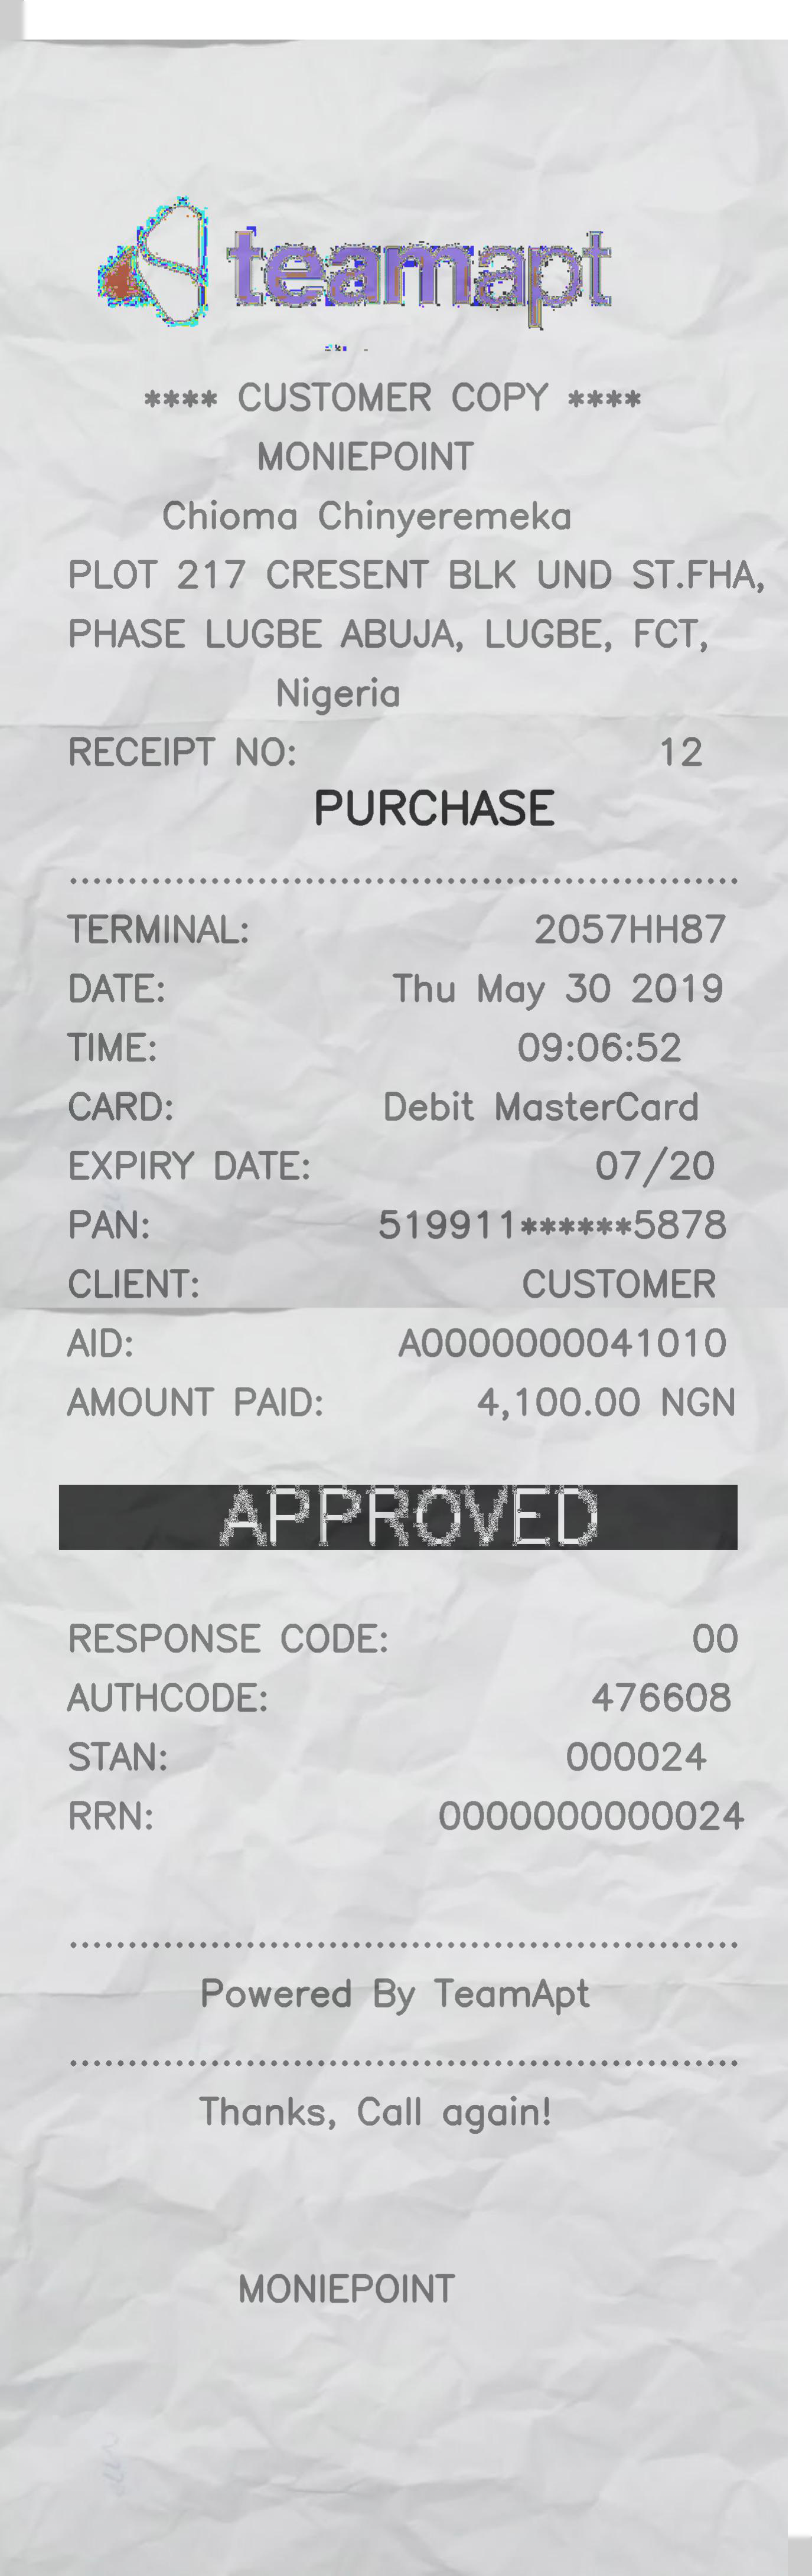 teamapt
**** CUSTOMER COPY ****
MONIEPOINT
Chioma Chinyeremeka
PLOT 217 CRESENT BLK UND ST.FHA,
PHASE LUGBE ABUJA, LUGBE, FCT,
Nigeria
RECEIPT NO: 12
PURCHASE
TERMINAL: 2057HH87
DATE: Thu May 30 2019
TIME: 09:06:52
CARD: Debit MasterCard
EXPIRY DATE: 07/20
PAN: 519911******5878
CLIENT: CUSTOMER
AID: A0000000041010
AMOUNT PAID: 4,100.00 NGN
APPROVED
RESPONSE CODE: 00
AUTHCODE: 476608
STAN: 000024
RRN: 0000000000024
Powered By TeamApt
Thanks, Call again!
MONIEPOINT